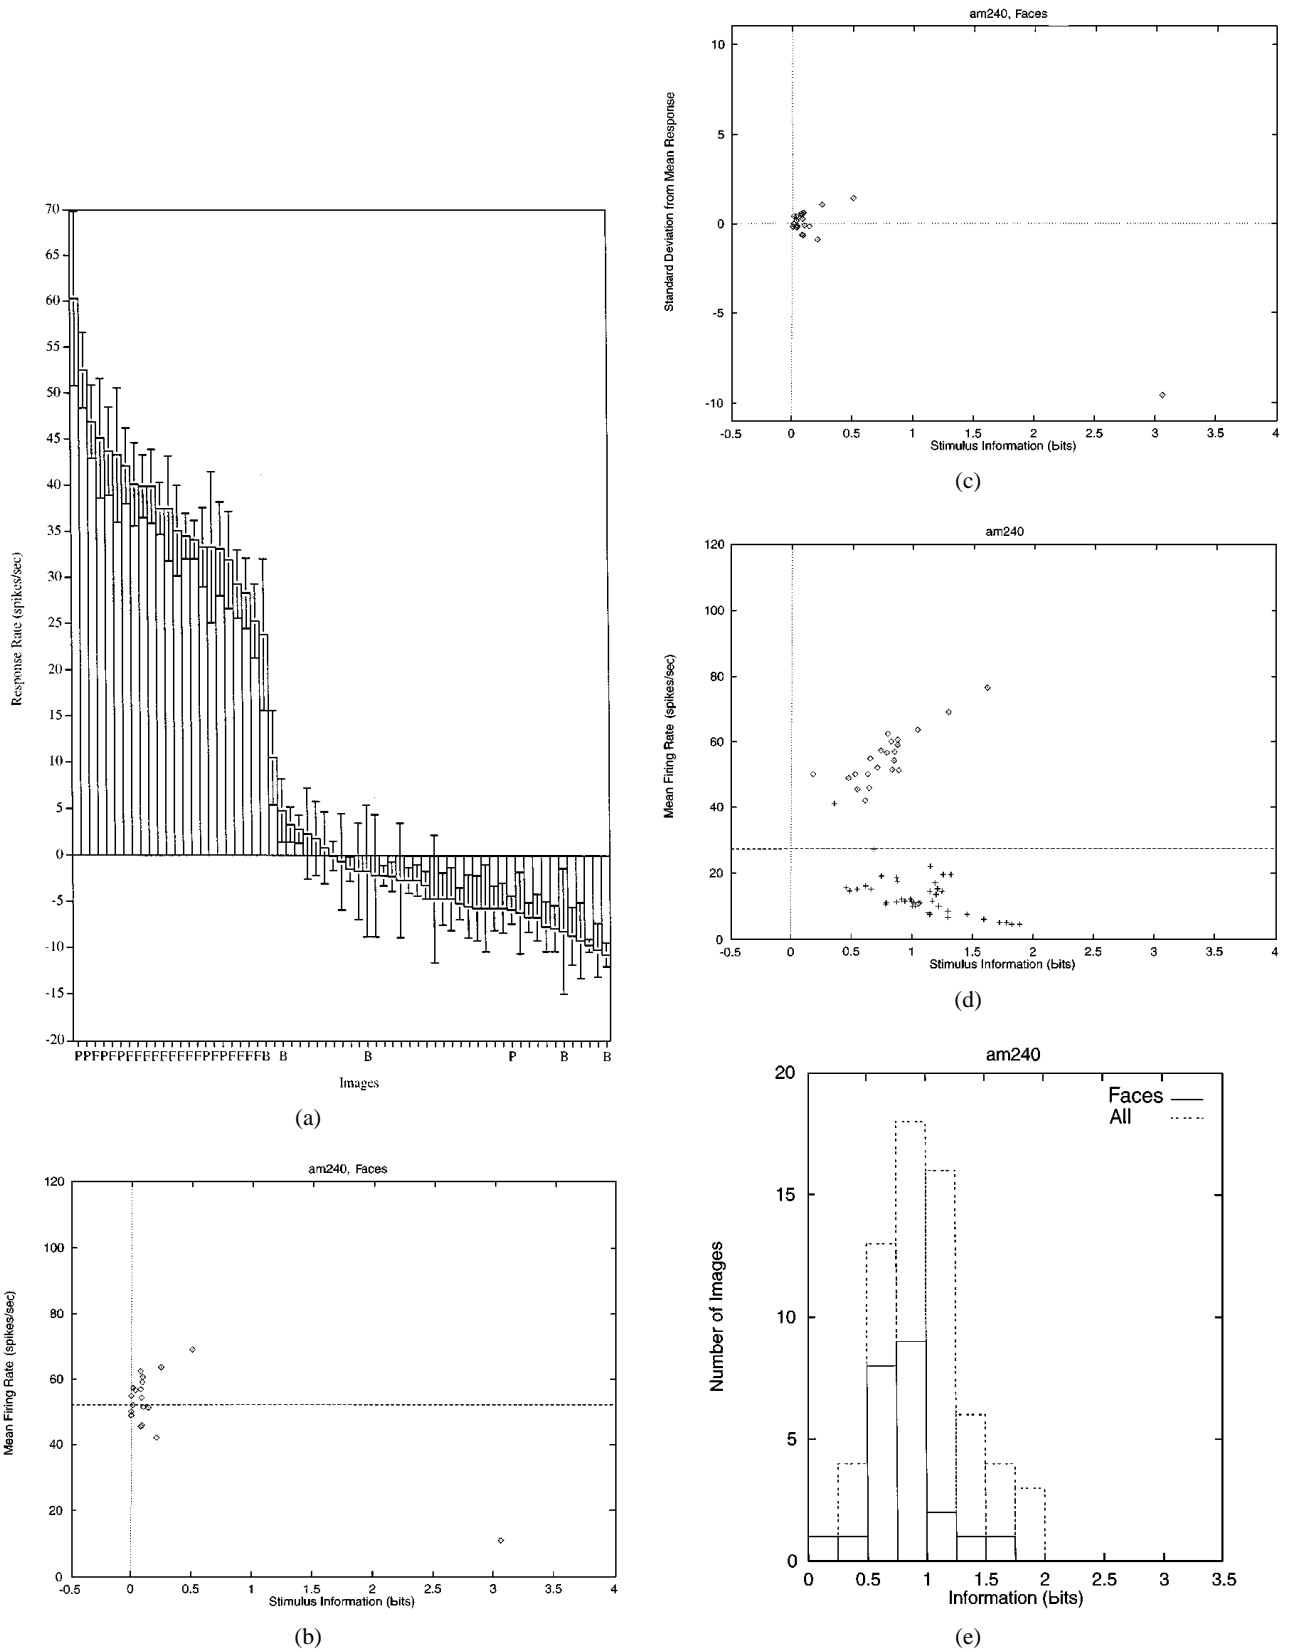 70
65
60
55
50
45
40
35
30
25
20
15
10
5
0
-5
-10
-15
-20
Response Rate (spikes/sec)
PPFPFPFFFFFFFFFPFPFFFFB B B P B B
Images
(a)
am240, Faces
120
100
80
60
40
20
0
Mean Firing Rate (spikes/sec)
-0.5 0 0.5 1 1.5 2 2.5 3 3.5 4
Stimulus Information (bits)
(b)
am240, Faces
10
5
0
-5
-10
Standard Deviation from Mean Response
-0.5 0 0.5 1 1.5 2 2.5 3 3.5 4
Stimulus Information (bits)
(c)
am240
120
100
80
60
40
20
0
Mean Firing Rate (spikes/sec)
-0.5 0 0.5 1 1.5 2 2.5 3 3.5 4
Stimulus Information (bits)
(d)
am240
Faces
All
20
15
10
5
0
Number of Images
0 0.5 1 1.5 2 2.5 3 3.5
Information (bits)
(e)